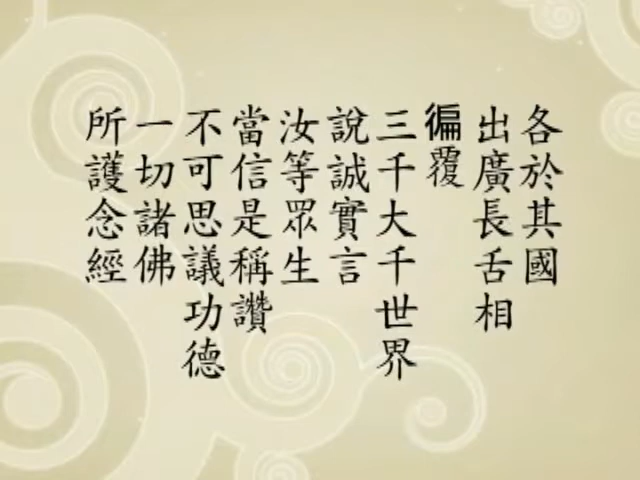 各於其國
出廣長舌相
徧覆
三千大千世界
說誠實言
汝等眾生
當信是稱讚
不可思議功德
一切諸佛
所護念經